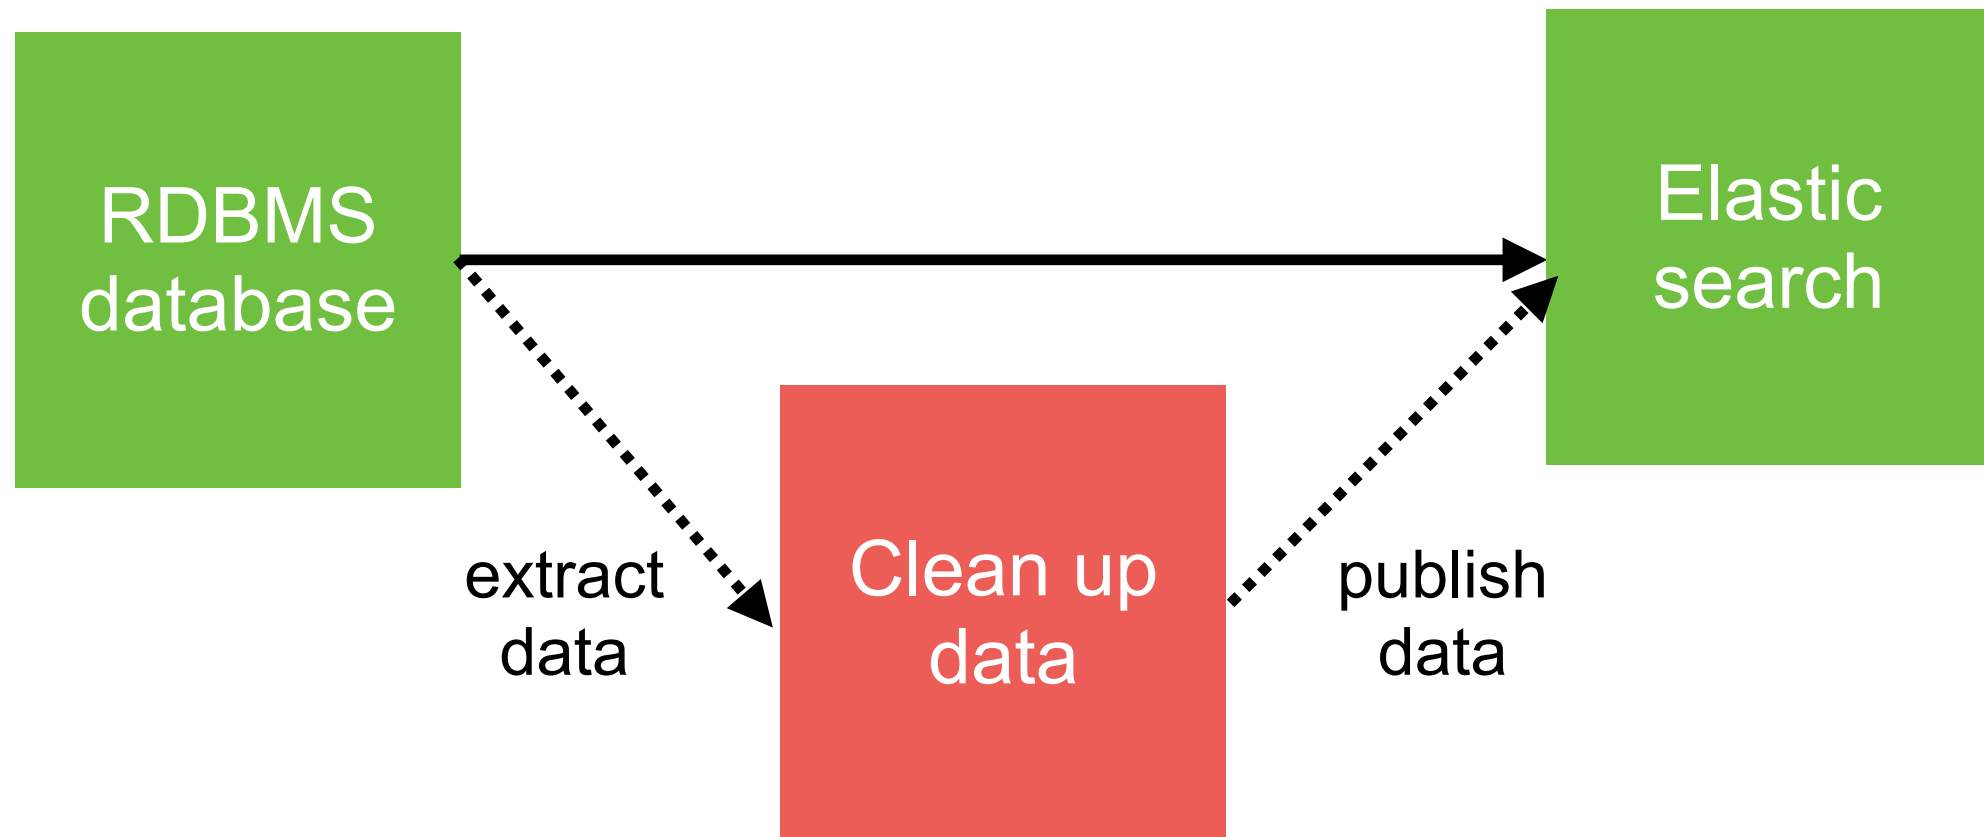 RDBMS
database
Elastic
search
extract
data
Clean up
data
publish
data